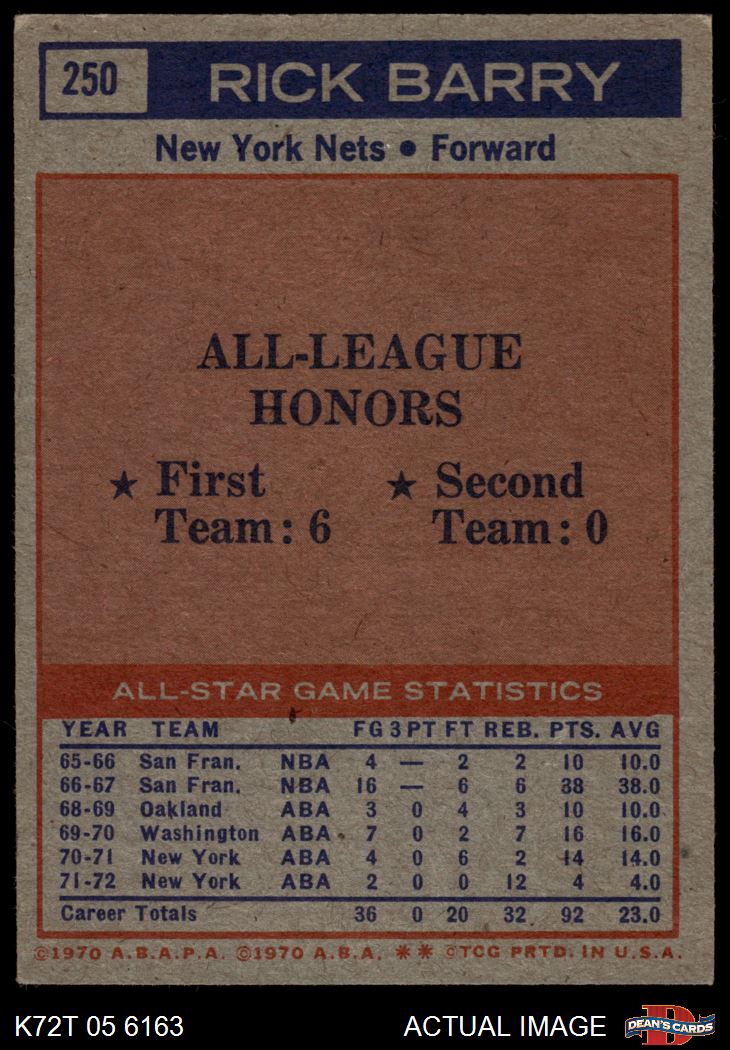 250 RICK BARRY
New York Nets • Forward
ALL-LEAGUE
HONORS
★ First ★ Second
Team: 6 Team: 0
ALL-STAR GAME STATISTICS
YEAR TEAM FG 3PT FT REB. PTS. AVG
65-66 San Fran. NBA 4 — 2 2 10 10.0
66-67 San Fran. NBA 16 — 6 6 38 38.0
68-69 Oakland ABA 3 0 4 3 10 10.0
69-70 Washington ABA 7 0 2 7 16 16.0
70-71 New York ABA 4 0 6 2 14 14.0
71-72 New York ABA 2 0 0 12 4 4.0
Career Totals 36 0 20 32 92 23.0
©1970 A.B.A.P.A. ©1970 A.B.A. ** ©TCG PRTD. IN U.S.A.
K72T 05 6163 ACTUAL IMAGE D DEAN'S CARDS